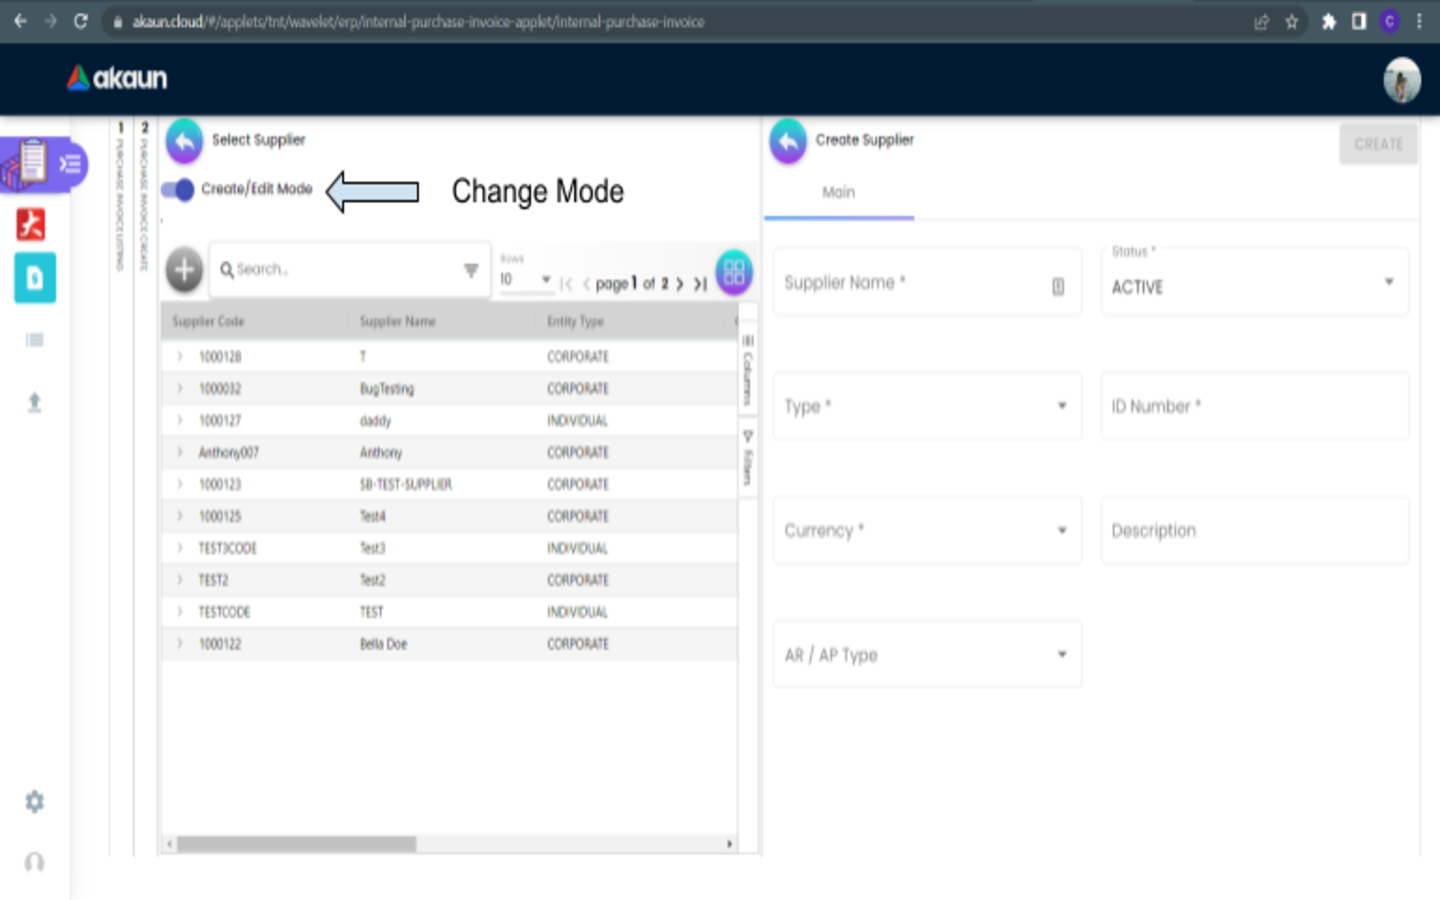 akaun.cloud/#/applets/tnt/wavelet/erp/internal-purchase-invoice-applet/internal-purchase-invoice
C
akaun
1 PURCHASE INVOICE LISTING
2 PURCHASE INVOICE CREATE
Select Supplier
Create/Edit Mode
Change Mode
Search...
Rows
10
page 1 of 2
Supplier Code Supplier Name Entity Type
1000128 T CORPORATE
1000032 BugTesting CORPORATE
1000127 daddy INDIVIDUAL
Anthony007 Anthony CORPORATE
1000123 SB-TEST-SUPPLIER CORPORATE
1000125 Test4 CORPORATE
TEST3CODE Test3 INDIVIDUAL
TEST2 Test2 CORPORATE
TESTCODE TEST INDIVIDUAL
1000122 Bella Doe CORPORATE
Columns
Filters
Create Supplier
CREATE
Main
Supplier Name *
Status *
ACTIVE
Type *
ID Number *
Currency *
Description
AR / AP Type